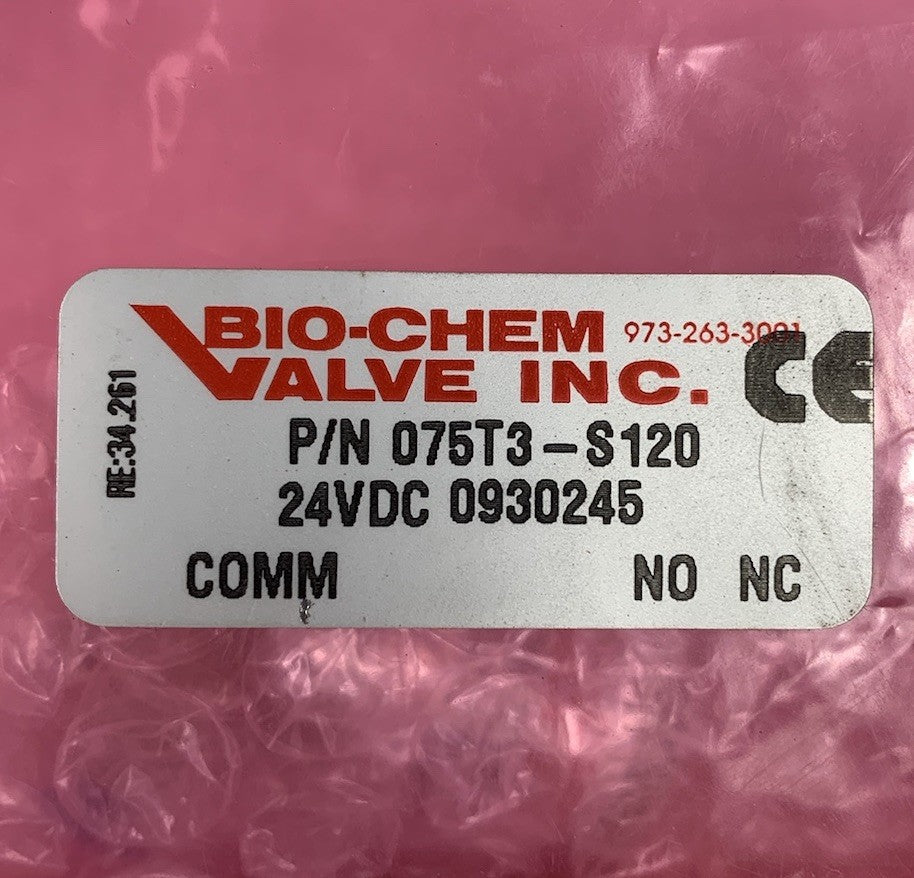 BIO-CHEM 973-263-3001
VALVE INC. CE
RE:34.261
P/N 075T3-S120
24VDC 0930245
COMM NO NC